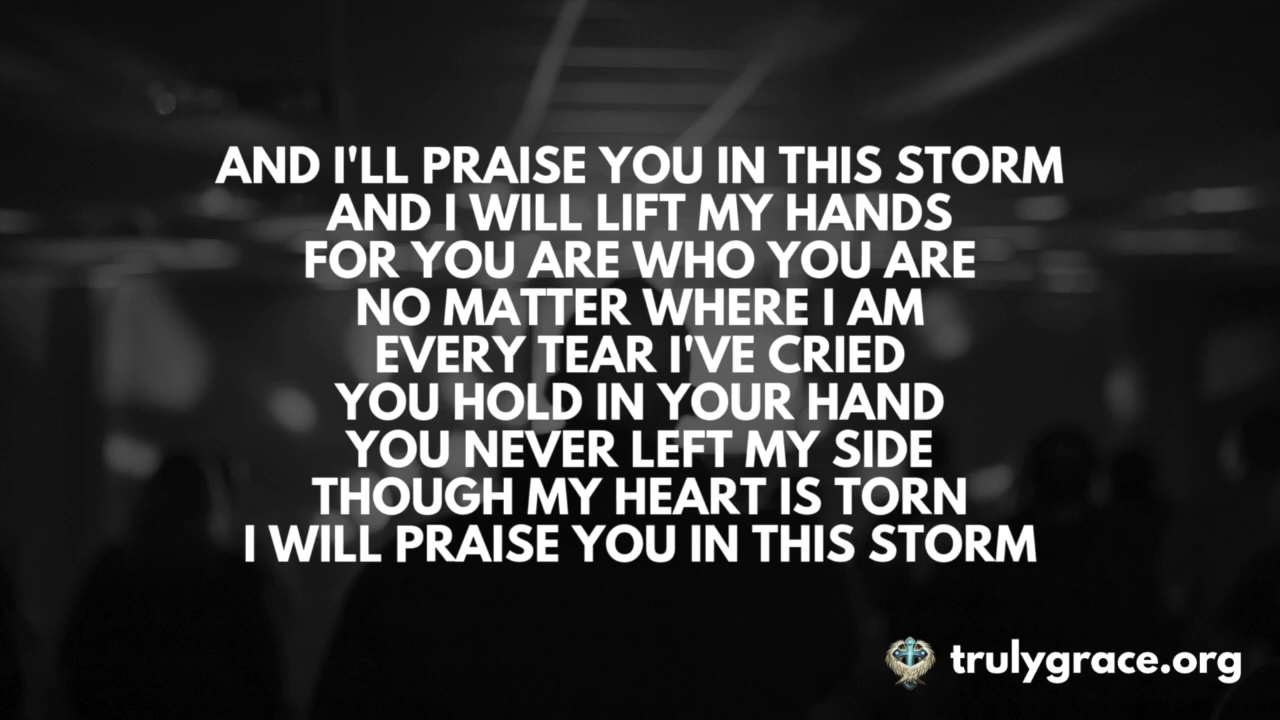 AND I'LL PRAISE YOU IN THIS STORM
AND I WILL LIFT MY HANDS
FOR YOU ARE WHO YOU ARE
NO MATTER WHERE I AM
EVERY TEAR I'VE CRIED
YOU HOLD IN YOUR HAND
YOU NEVER LEFT MY SIDE
THOUGH MY HEART IS TORN
I WILL PRAISE YOU IN THIS STORM
trulygrace.org